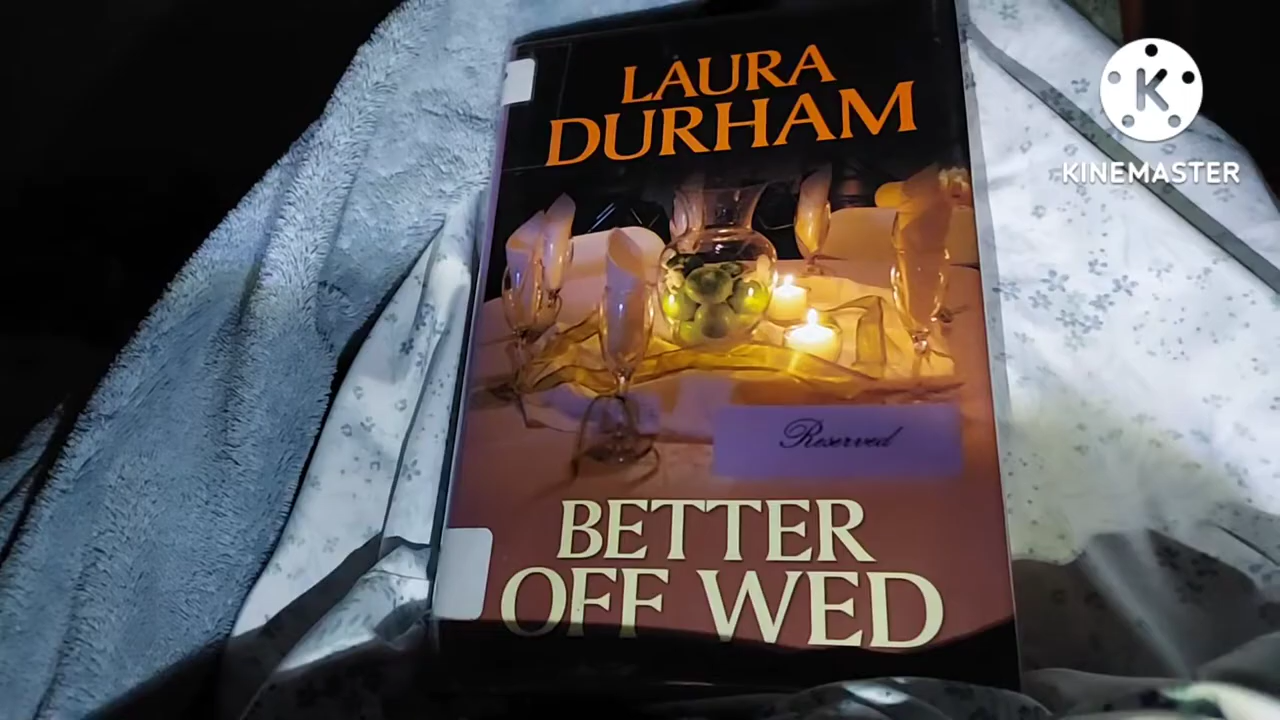 LAURA
DURHAM
Reserved
BETTER
OFF WED
K
KINEMASTER